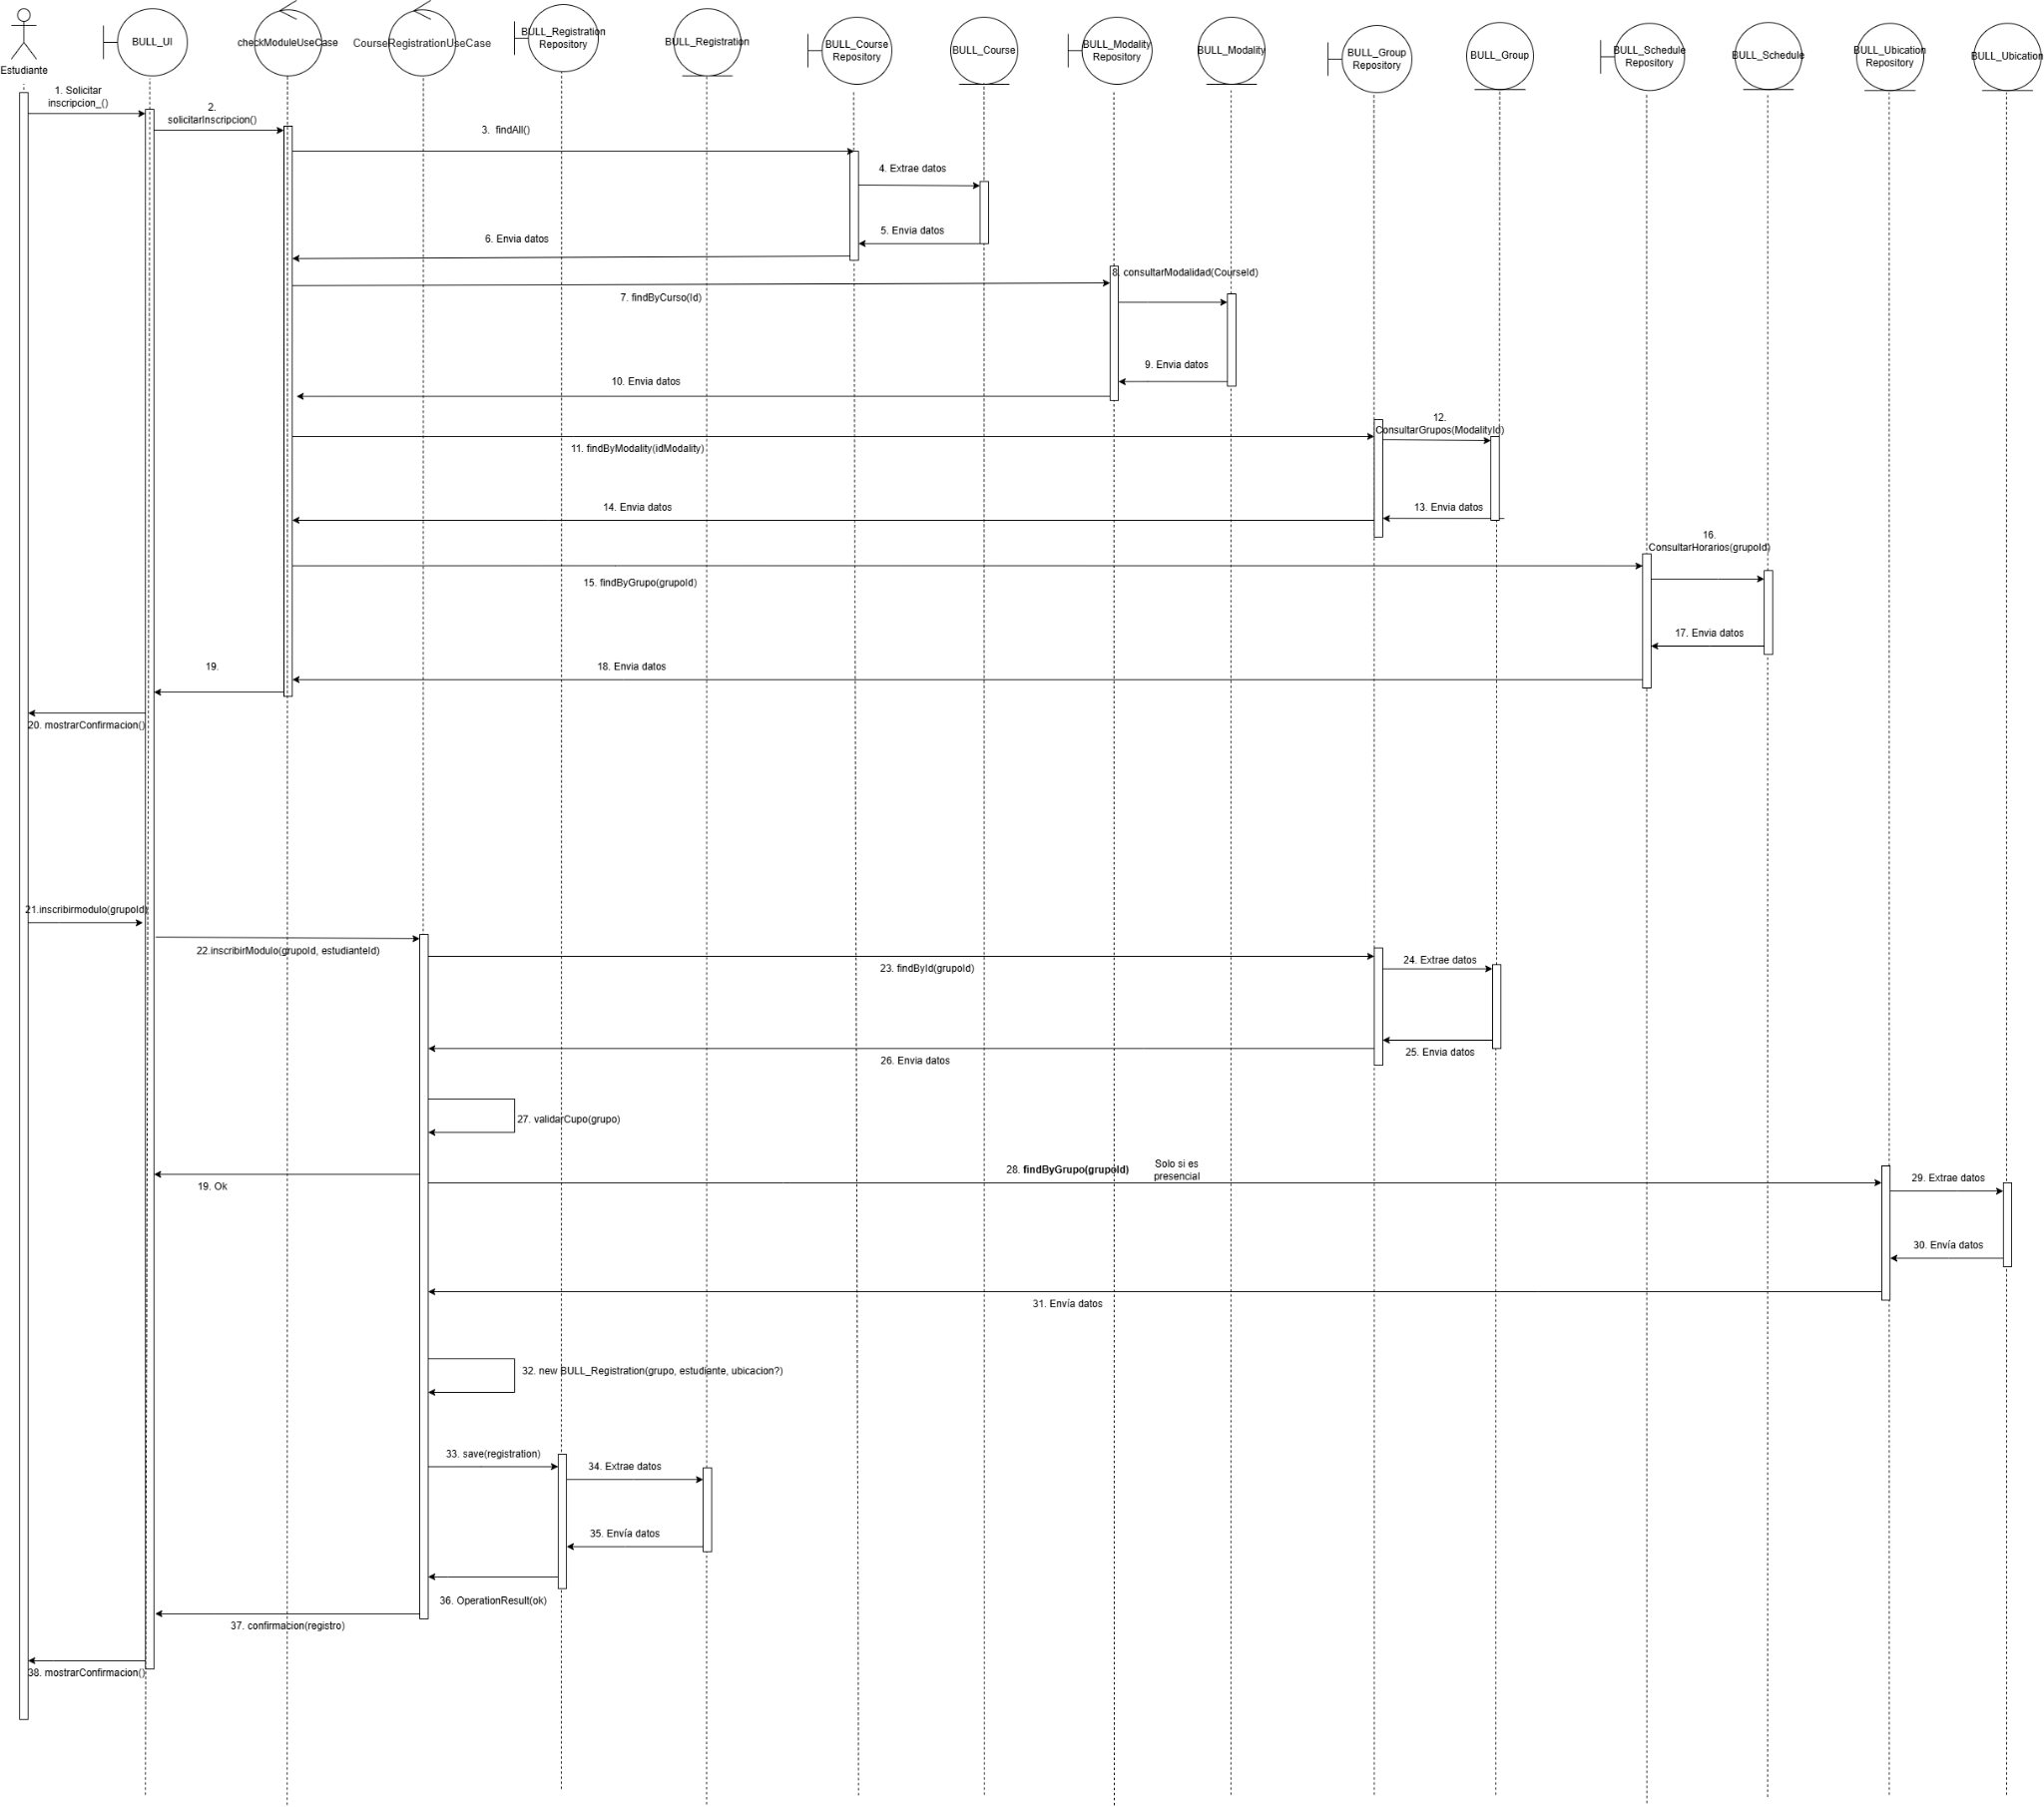 Estudiante
BULL_UI
checkModuleUseCase
CourseRegistrationUseCase
BULL_Registration
Repository
BULL_Registration
BULL_Course
Repository
BULL_Course
BULL_Modality
Repository
BULL_Modality
BULL_Group
Repository
BULL_Group
BULL_Schedule
Repository
BULL_Schedule
BULL_Ubication
Repository
BULL_Ubication
1. Solicitar
inscripcion_()
2.
solicitarInscripcion()
3. findAll()
4. Extrae datos
5. Envia datos
6. Envia datos
7. findByCurso(Id)
8. consultarModalidad(CourseId)
9. Envia datos
10. Envia datos
11. findByModality(idModality)
12.
ConsultarGrupos(ModalityId)
13. Envia datos
14. Envia datos
15. findByGrupo(grupoId)
16.
ConsultarHorarios(grupoId)
17. Envia datos
18. Envia datos
19.
20. mostrarConfirmacion()
21.inscribirmodulo(grupoId)
22.inscribirModulo(grupoId, estudianteId)
23. findById(grupoId)
24. Extrae datos
25. Envia datos
26. Envia datos
27. validarCupo(grupo)
19. Ok
28. findByGrupo(grupoId)
Solo si es
presencial
29. Extrae datos
30. Envía datos
31. Envía datos
32. new BULL_Registration(grupo, estudiante, ubicacion?)
33. save(registration)
34. Extrae datos
35. Envía datos
36. OperationResult(ok)
37. confirmacion(registro)
38. mostrarConfirmacion()